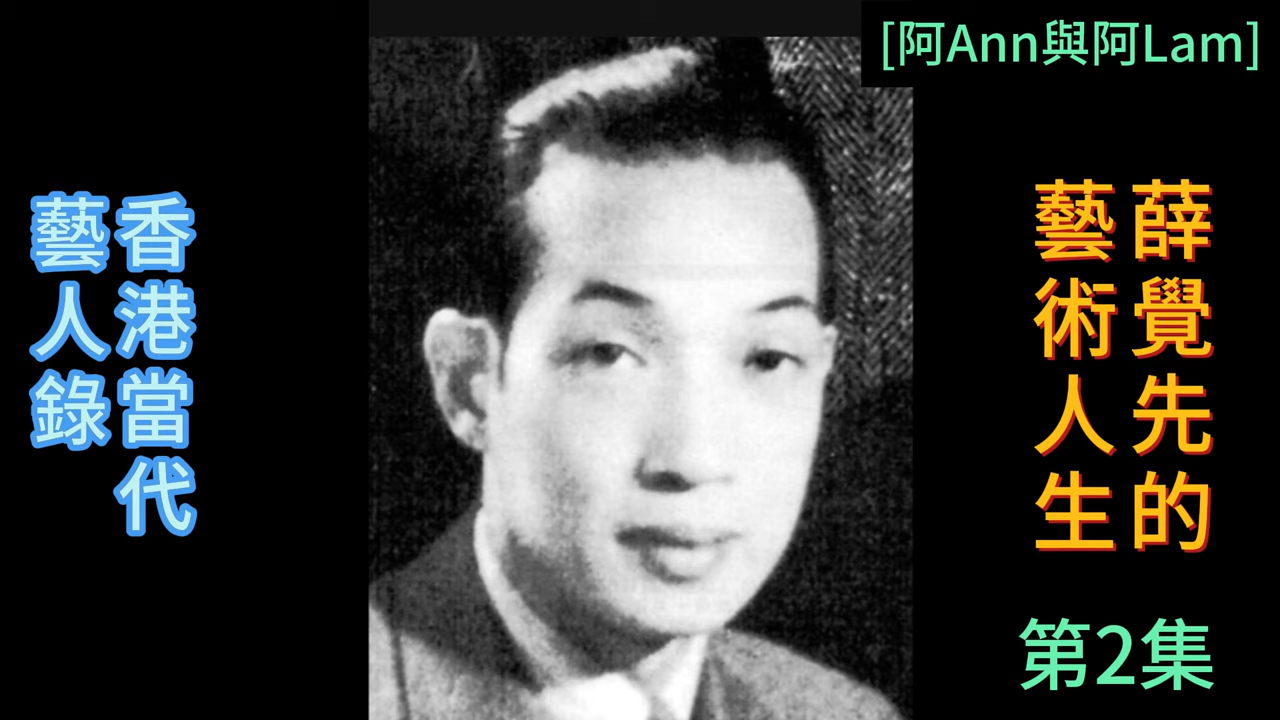 [阿Ann與阿Lam]
香港當代
藝人錄
薛覺先的
藝術人生
第2集